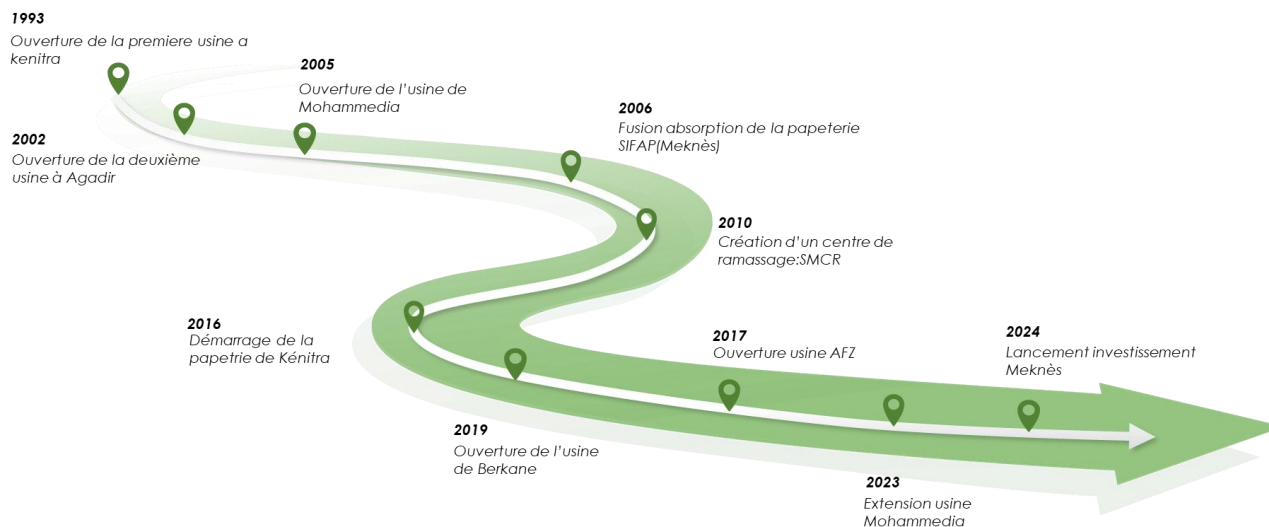 1993
Ouverture de la premiere usine a
kenitra
2002
Ouverture de la deuxième
usine à Agadir
2005
Ouverture de l'usine de
Mohammedia
2006
Fusion absorption de la papeterie
SIFAP(Meknès)
2010
Création d'un centre de
ramassage:SMCR
2016
Démarrage de la
papetrie de Kénitra
2019
Ouverture de l'usine
de Berkane
2017
Ouverture usine AFZ
2023
Extension usine
Mohammedia
2024
Lancement investissement
Meknès